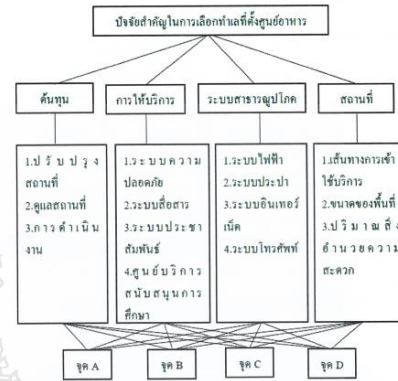 ปัจจัยสำคัญในการเลือกทำเลที่ตั้งศูนย์อาหาร
ต้นทุน
การให้บริการ
ระบบสาธารณูปโภค
สถานที่
1.ปรับปรุง
สถานที่
2.ดูแลสถานที่
3.การดำเนิน
งาน
1.ระบบความ
ปลอดภัย
2.ระบบสื่อสาร
3.ระบบประชา
สัมพันธ์
4.ศูนย์บริการ
สนับสนุนการ
ศึกษา
1.ระบบไฟฟ้า
2.ระบบประปา
3.ระบบอินเทอร์
เน็ต
4.ระบบโทรศัพท์
1.เส้นทางการเข้า
ใช้บริการ
2.ขนาดของพื้นที่
3.ปริมาณสิ่ง
อำนวยความ
สะดวก
จุด A
จุด B
จุด C
จุด D